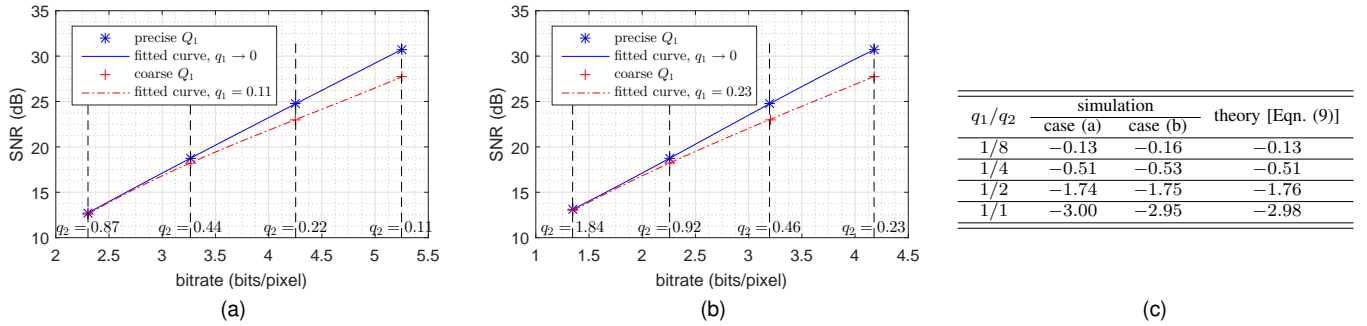 35
30
25
20
15
10
SNR (dB)
precise Q₁
fitted curve, q₁ → 0
coarse Q₁
fitted curve, q₁ = 0.11
q₂ = 0.87
q₂ = 0.44
q₂ = 0.22
q₂ = 0.11
2 2.5 3 3.5 4 4.5 5 5.5
bitrate (bits/pixel)
(a)
35
30
25
20
15
10
SNR (dB)
precise Q₁
fitted curve, q₁ → 0
coarse Q₁
fitted curve, q₁ = 0.23
q₂ = 1.84
q₂ = 0.92
q₂ = 0.46
q₂ = 0.23
1 1.5 2 2.5 3 3.5 4 4.5
bitrate (bits/pixel)
(b)
q₁/q₂ simulation theory [Eqn. (9)]
case (a) case (b)
1/8 −0.13 −0.16 −0.13
1/4 −0.51 −0.53 −0.51
1/2 −1.74 −1.75 −1.76
1/1 −3.00 −2.95 −2.98
(c)